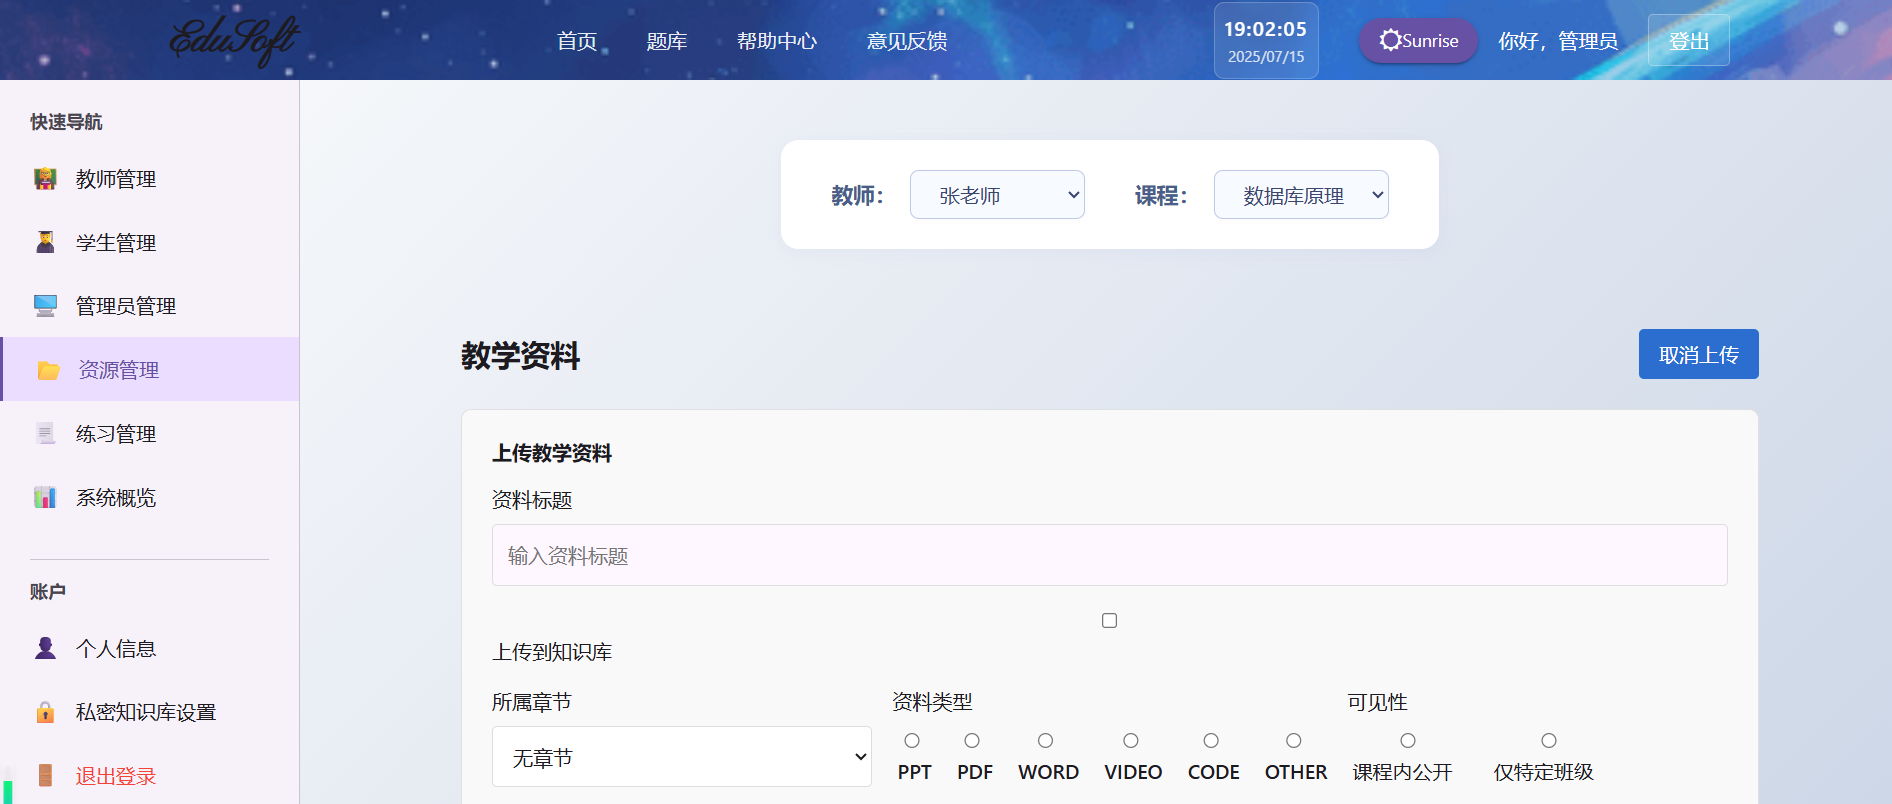 EduSoft
首页 题库 帮助中心 意见反馈
19:02:05
2025/07/15
Sunrise
你好，管理员
登出
快速导航
教师管理
学生管理
管理员管理
资源管理
练习管理
系统概览
账户
个人信息
私密知识库设置
退出登录
教师： 张老师 课程： 数据库原理
教学资料 取消上传
上传教学资料
资料标题
输入资料标题
上传到知识库
所属章节 资料类型 可见性
无章节
PPT PDF WORD VIDEO CODE OTHER 课程内公开 仅特定班级